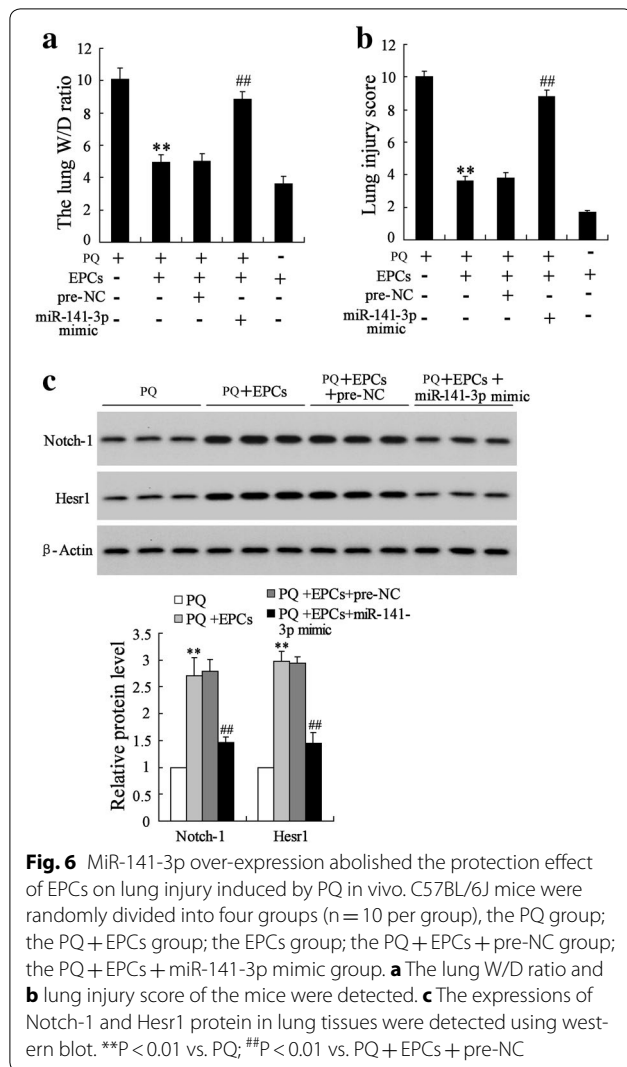 a
The lung W/D ratio
12
10
8
6
4
2
0
**
##
PQ + + + + -
EPCs - + + + +
pre-NC - - + - -
miR-141-3p mimic - - - + -
b
Lung injury score
12
10
8
6
4
2
0
**
##
PQ + + + + -
EPCs - + + + +
pre-NC - - + - -
miR-141-3p mimic - - - + -
c
PQ
PQ+EPCs
PQ+EPCs
+pre-NC
PQ+EPCs +
miR-141-3p mimic
Notch-1
Hesr1
β-Actin
PQ
PQ +EPCs
PQ +EPCs+pre-NC
PQ +EPCs+miR-141-
3p mimic
Relative protein level
3.5
3
2.5
2
1.5
1
0.5
0
**
##
**
##
Notch-1
Hesr1
Fig. 6 MiR-141-3p over-expression abolished the protection effect
of EPCs on lung injury induced by PQ in vivo. C57BL/6J mice were
randomly divided into four groups (n = 10 per group), the PQ group;
the PQ + EPCs group; the EPCs group; the PQ + EPCs + pre-NC group;
the PQ + EPCs + miR-141-3p mimic group. a The lung W/D ratio and
b lung injury score of the mice were detected. c The expressions of
Notch-1 and Hesr1 protein in lung tissues were detected using west-
ern blot. **P < 0.01 vs. PQ; ##P < 0.01 vs. PQ + EPCs + pre-NC